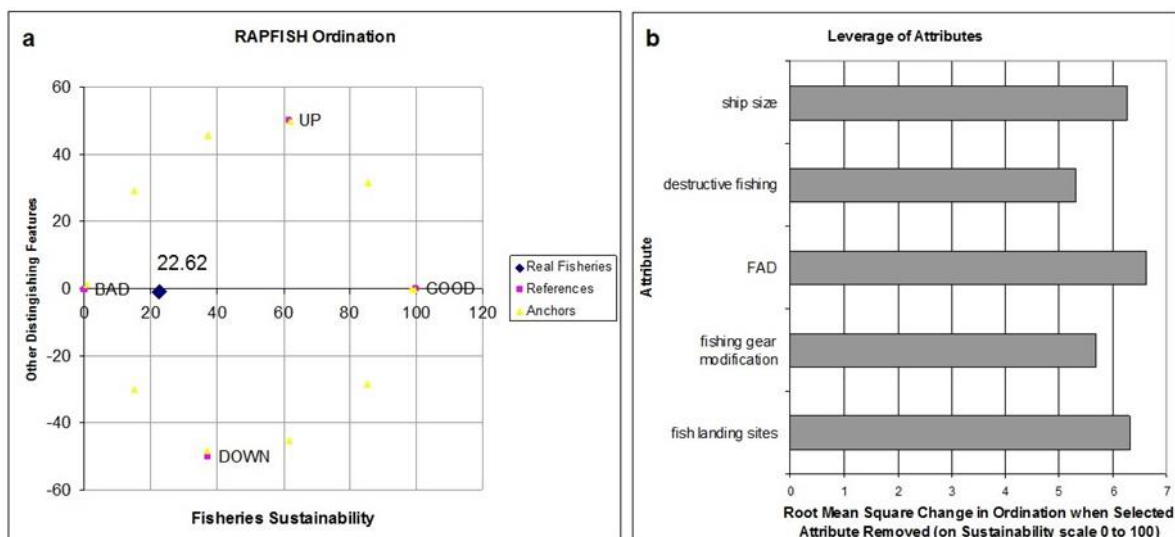 a
RAPFISH Ordination
Other Distingishing Features
60
40
20
0
-20
-40
-60
0
20
40
60
80
100
120
UP
22.62
BAD
GOOD
DOWN
Real Fisheries
References
Anchors
Fisheries Sustainability
b
Leverage of Attributes
Attribute
ship size
destructive fishing
FAD
fishing gear
modification
fish landing sites
0 1 2 3 4 5 6 7
Root Mean Square Change in Ordination when Selected
Attribute Removed (on Sustainability scale 0 to 100)